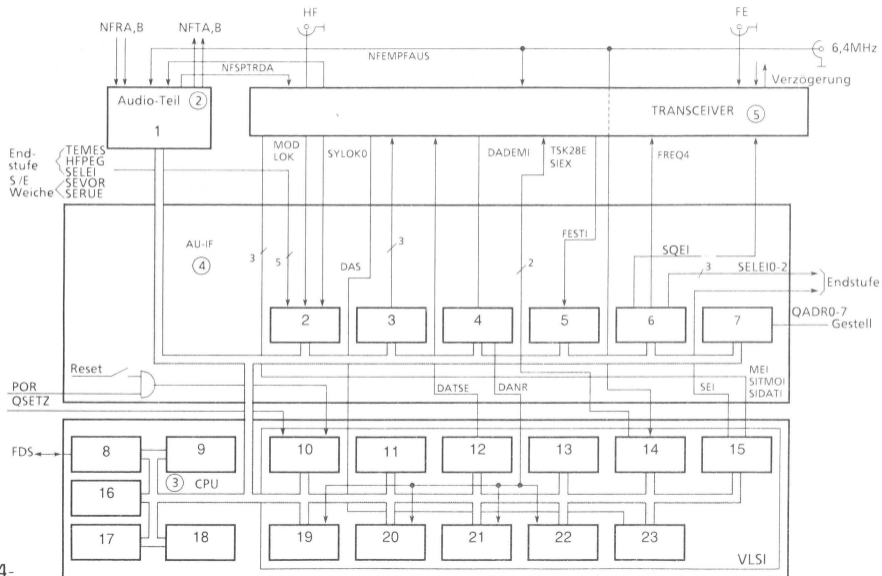 NFRA,B
NFTA,B
HF
FE
NFEMPFAUS
6,4MHz
NFSPTRDA
Verzögerung
Audio-Teil 2
1
TRANSCEIVER 5
End-
stufe
TEMES
HFPEG
SELEI
S/E
Weiche
SEVOR
SERUE
MOD
LOK
SYLOK0
DADEMI
TSK28E
SIEX
FREQ4
AU-IF
4
3
5
DAS
3
2
FESTI
SQEI
3
SELEI0-2
Endstufe
QADR0-7
Gestell
2
3
4
5
6
7
Reset
POR
QSETZ
DATSE
DANR
SEI
MEI
SITMOI
SIDATI
FDS
8
9
10
11
12
13
14
15
3 CPU
16
17
18
19
20
21
22
23
VLSI
4-